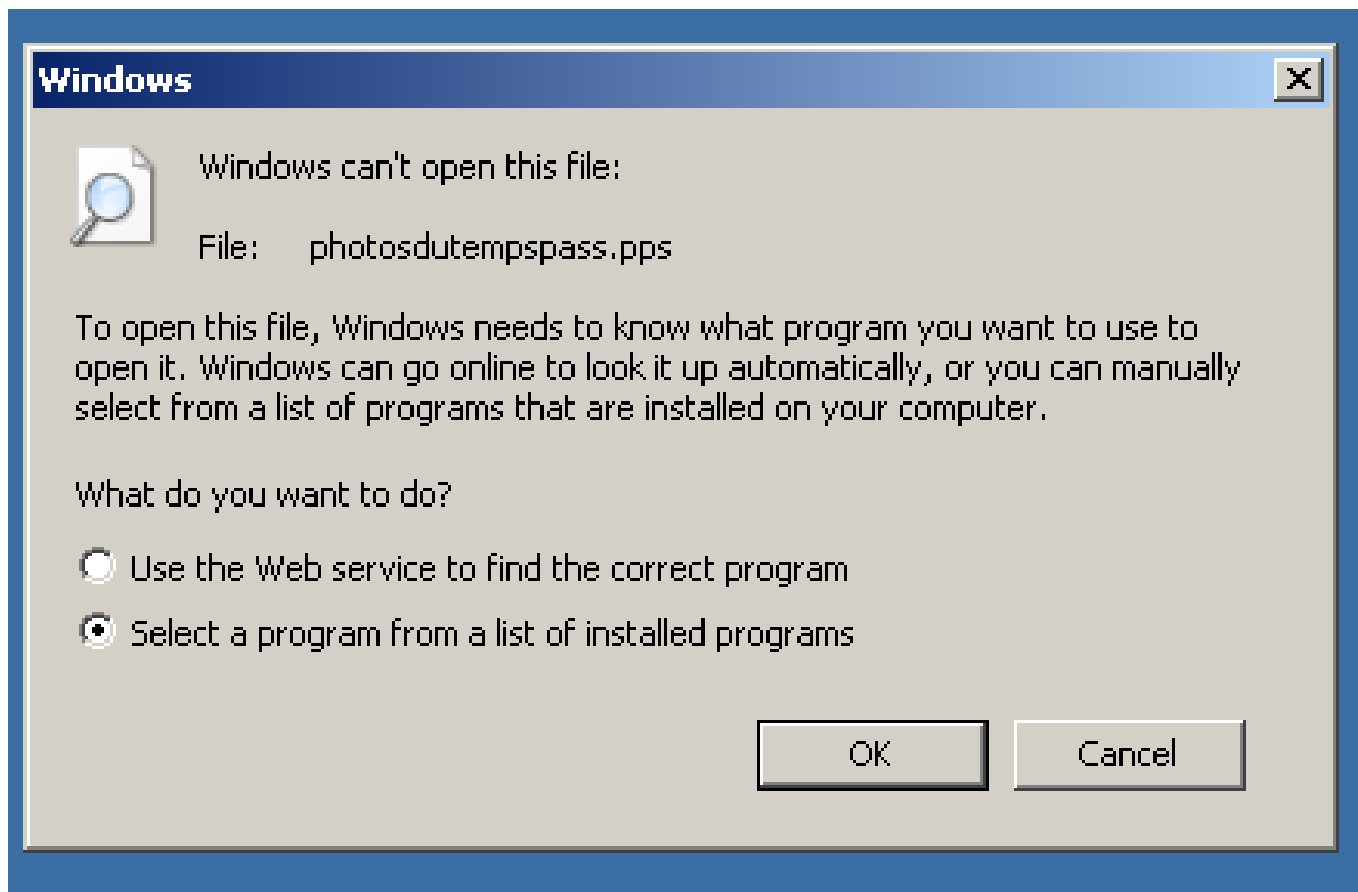 Windows
Windows can't open this file:
File: photosdutempspass.pps
To open this file, Windows needs to know what program you want to use to
open it. Windows can go online to look it up automatically, or you can manually
select from a list of programs that are installed on your computer.
What do you want to do?
Use the Web service to find the correct program
Select a program from a list of installed programs
OK Cancel